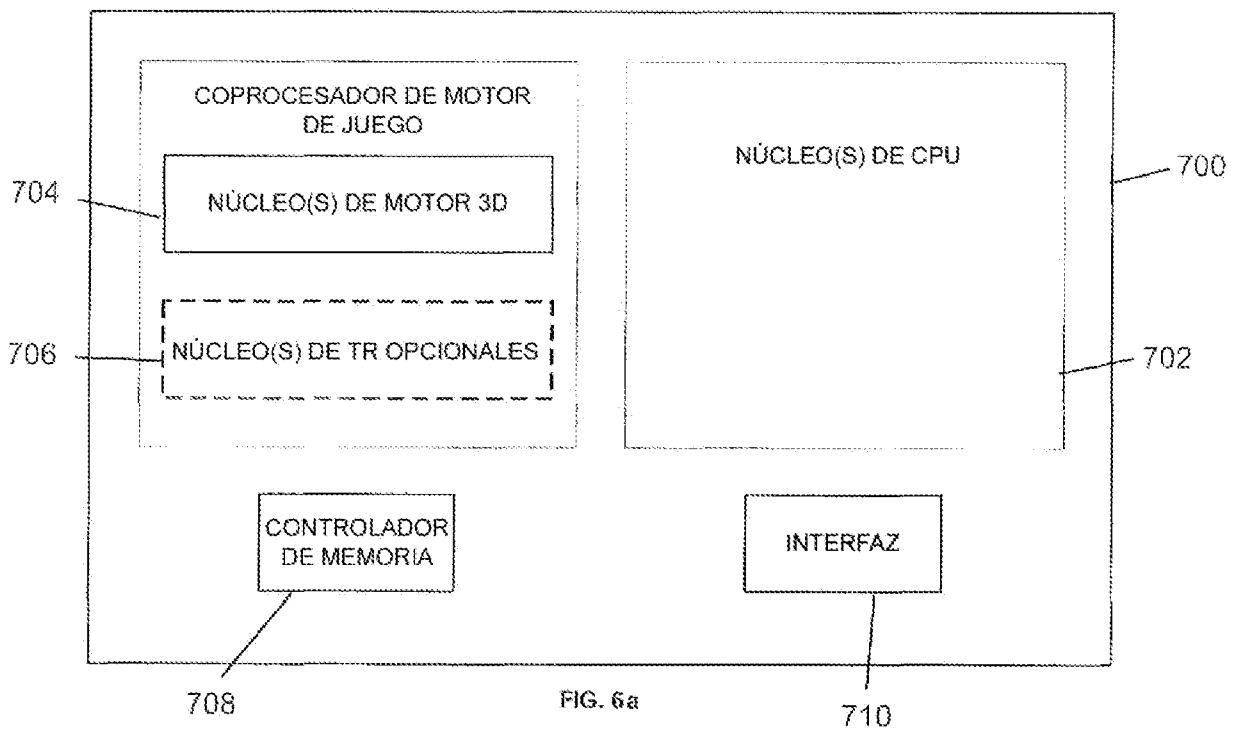 COPROCESADOR DE MOTOR
DE JUEGO
NÚCLEO(S) DE CPU
700
704
NÚCLEO(S) DE MOTOR 3D
706
NÚCLEO(S) DE TR OPCIONALES
702
CONTROLADOR
DE MEMORIA
INTERFAZ
708
FIG. 6a
710